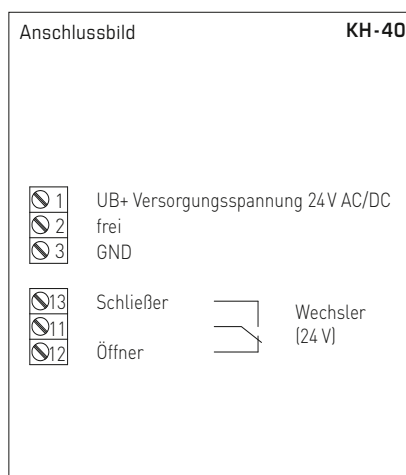 Anschlussbild KH-40
1 UB+ Versorgungsspannung 24 V AC/DC
2 frei
3 GND
13 Schließer
11
12 Öffner
Wechsler
(24 V)